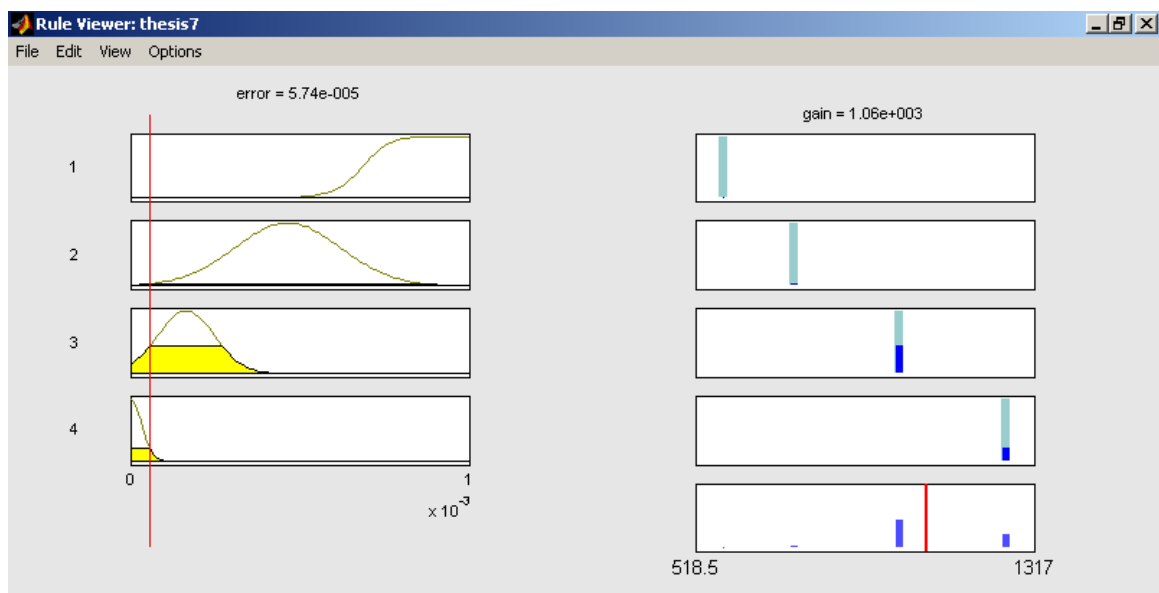 Rule Viewer: thesis7
File Edit View Options
error = 5.74e-005
gain = 1.06e+003
1
2
3
4
0 1
x 10^-3
518.5 1317